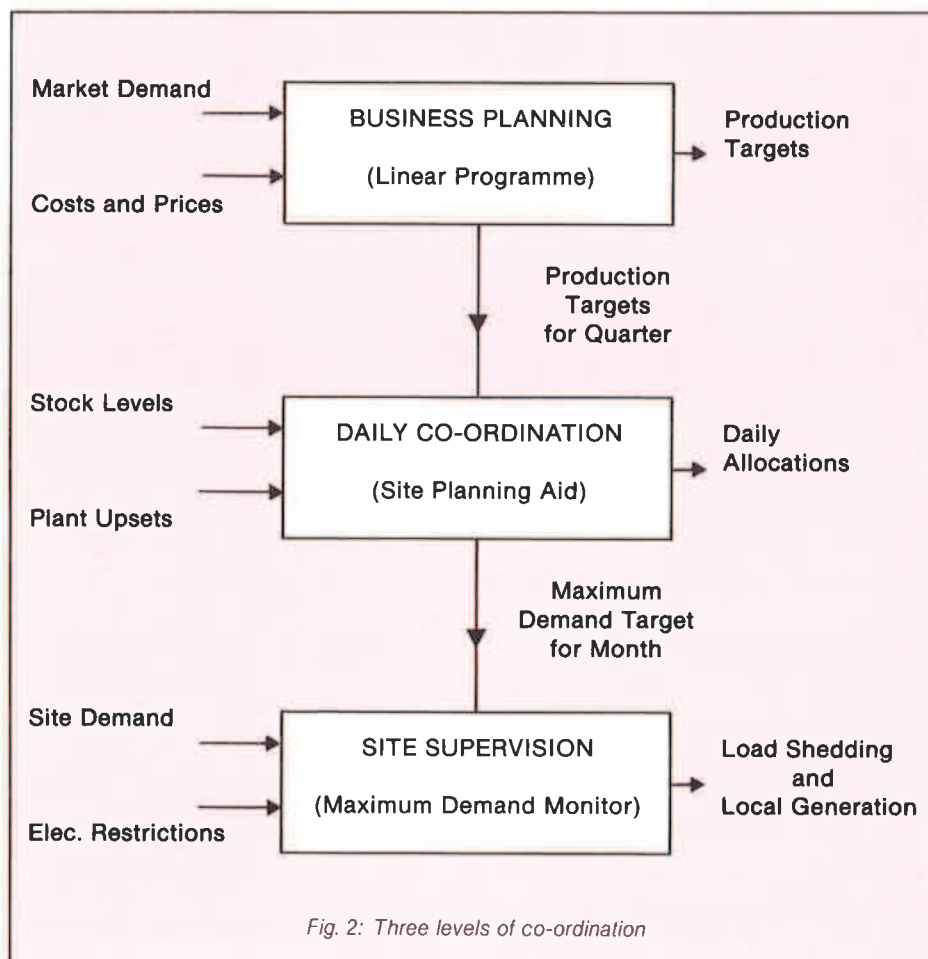 Market Demand
Costs and Prices
BUSINESS PLANNING
(Linear Programme)
Production
Targets
Production
Targets
for Quarter
Stock Levels
Plant Upsets
DAILY CO-ORDINATION
(Site Planning Aid)
Daily
Allocations
Maximum
Demand Target
for Month
Site Demand
Elec. Restrictions
SITE SUPERVISION
(Maximum Demand Monitor)
Load Shedding
and
Local Generation
Fig. 2: Three levels of co-ordination